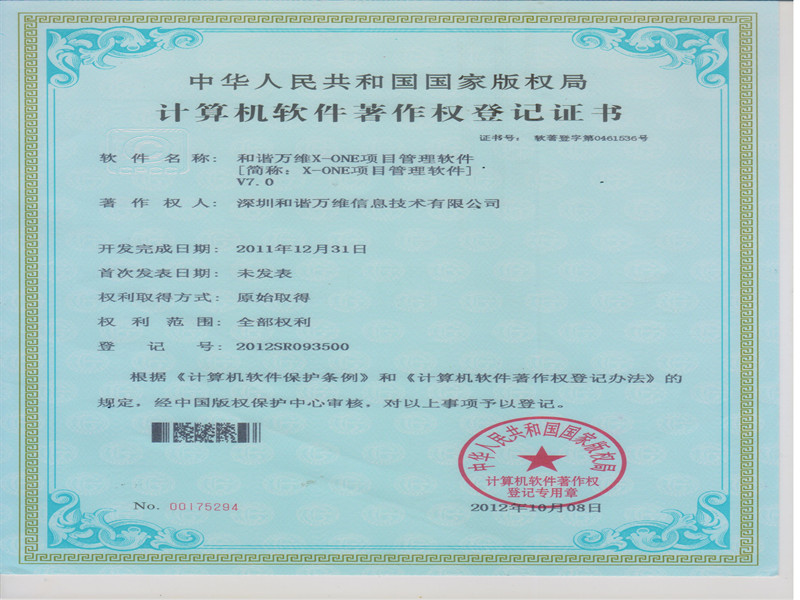 中华人民共和国国家版权局
计算机软件著作权登记证书
证书号： 软著登字第0461536号
软件名称： 和谐万维X-ONE项目管理软件
[简称：X-ONE项目管理软件]
V7.0
著作权人： 深圳和谐万维信息技术有限公司
开发完成日期： 2011年12月31日
首次发表日期： 未发表
权利取得方式： 原始取得
权利范围： 全部权利
登记号： 2012SR093500
根据《计算机软件保护条例》和《计算机软件著作权登记办法》的
规定，经中国版权保护中心审核，对以上事项予以登记。
中华人民共和国国家版权局
计算机软件著作权
登记专用章
No. 00175294
2012年10月08日